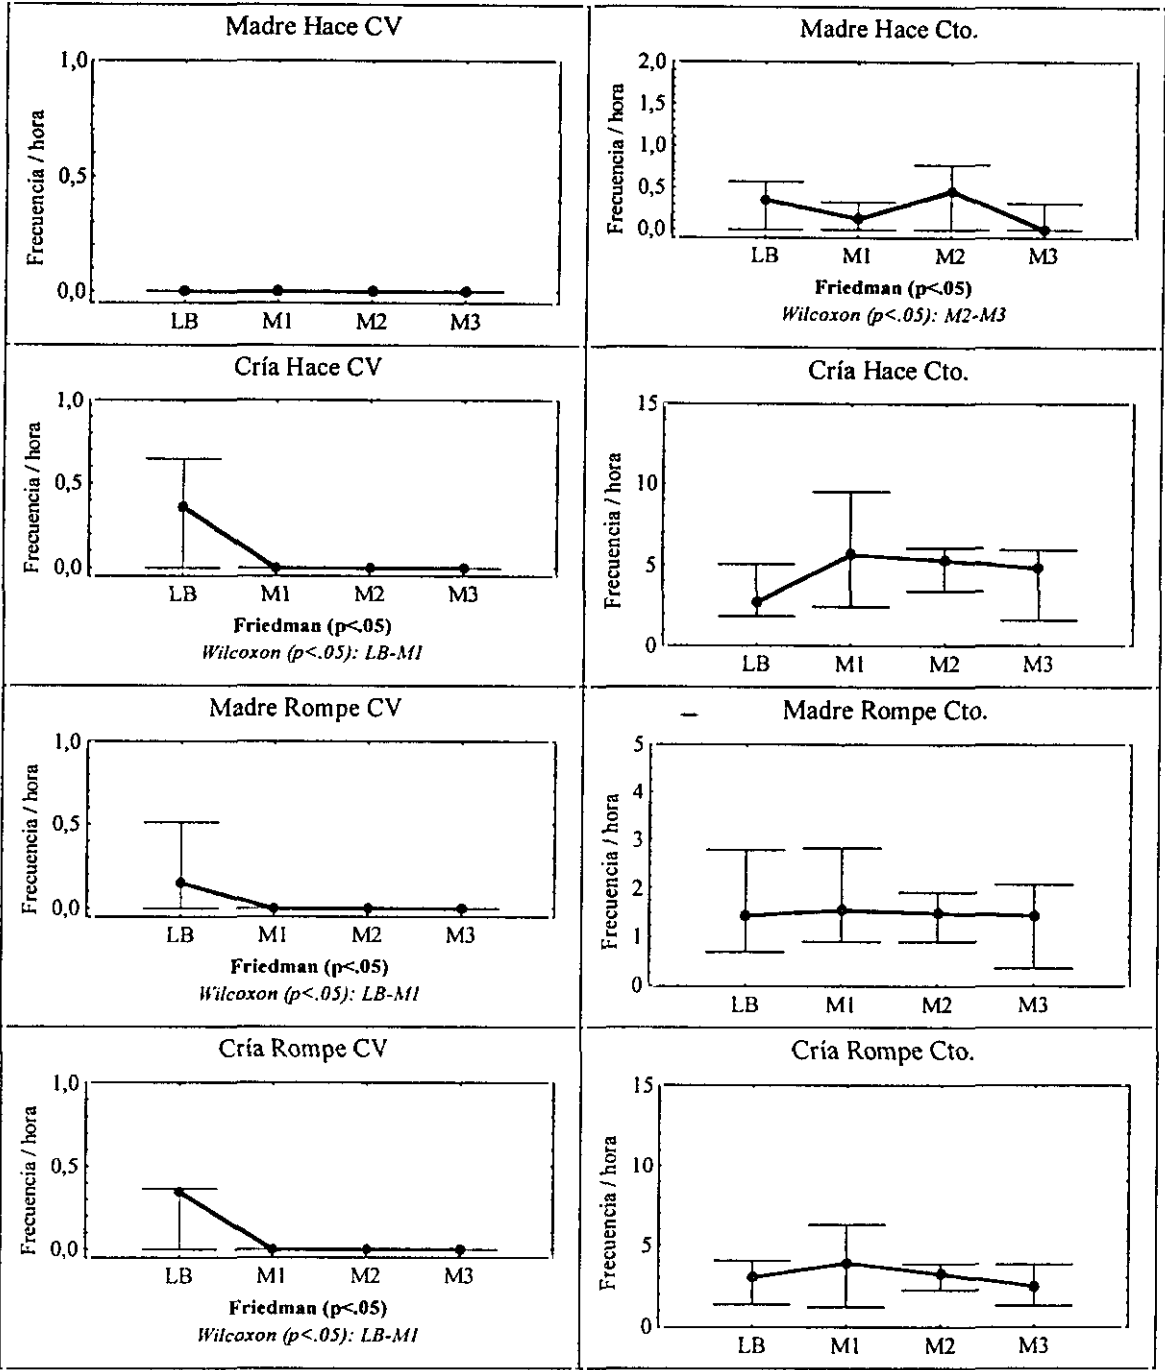 Madre Hace CV
Frecuencia / hora
1,0
0,5
0,0
LB M1 M2 M3
Madre Hace Cto.
Frecuencia / hora
2,0
1,5
1,0
0,5
0,0
LB M1 M2 M3
Friedman (p<.05)
Wilcoxon (p<.05): M2-M3
Cría Hace CV
Frecuencia / hora
1,0
0,5
0,0
LB M1 M2 M3
Friedman (p<.05)
Wilcoxon (p<.05): LB-M1
Cría Hace Cto.
Frecuencia / hora
15
10
5
0
LB M1 M2 M3
Madre Rompe CV
Frecuencia / hora
1,0
0,5
0,0
LB M1 M2 M3
Friedman (p<.05)
Wilcoxon (p<.05): LB-M1
Madre Rompe Cto.
Frecuencia / hora
5
4
3
2
1
0
LB M1 M2 M3
Cría Rompe CV
Frecuencia / hora
1,0
0,5
0,0
LB M1 M2 M3
Friedman (p<.05)
Wilcoxon (p<.05): LB-M1
Cría Rompe Cto.
Frecuencia / hora
15
10
5
0
LB M1 M2 M3